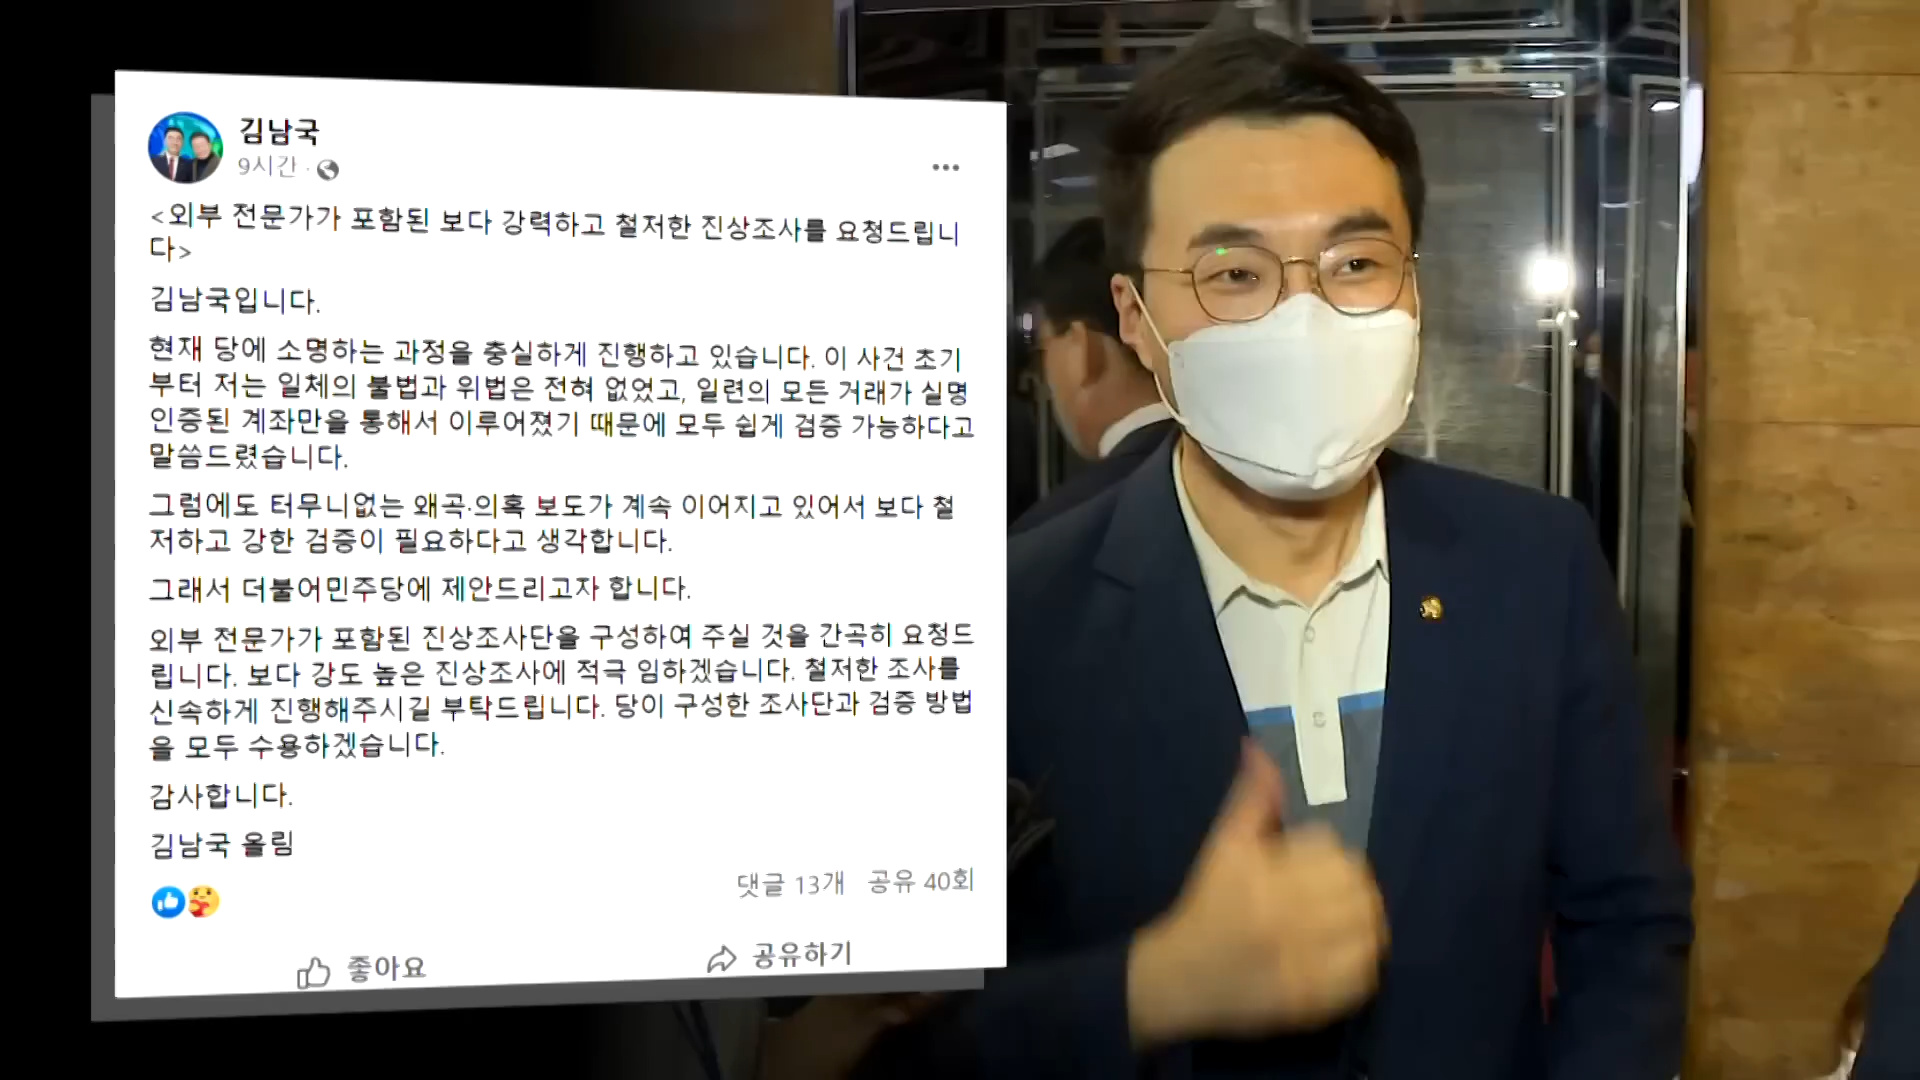 김남국
9시간 ·
<외부 전문가가 포함된 보다 강력하고 철저한 진상조사를 요청드립니
다>
김남국입니다.
현재 당에 소명하는 과정을 충실하게 진행하고 있습니다. 이 사건 초기
부터 저는 일체의 불법과 위법은 전혀 없었고, 일련의 모든 거래가 실명
인증된 계좌만을 통해서 이루어졌기 때문에 모두 쉽게 검증 가능하다고
말씀드렸습니다.
그럼에도 터무니없는 왜곡·의혹 보도가 계속 이어지고 있어서 보다 철
저하고 강한 검증이 필요하다고 생각합니다.
그래서 더불어민주당에 제안드리고자 합니다.
외부 전문가가 포함된 진상조사단을 구성하여 주실 것을 간곡히 요청드
립니다. 보다 강도 높은 진상조사에 적극 임하겠습니다. 철저한 조사를
신속하게 진행해주시길 부탁드립니다. 당이 구성한 조사단과 검증 방법
을 모두 수용하겠습니다.
감사합니다.
김남국 올림
댓글 13개 공유 40회
좋아요 공유하기